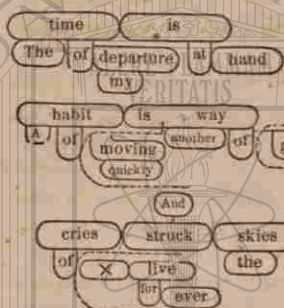 time is
The of departure at hand
my
VERITATIS
habit is way
A of moving another of
quickly
And
cries struck skies
of × live the
for ever